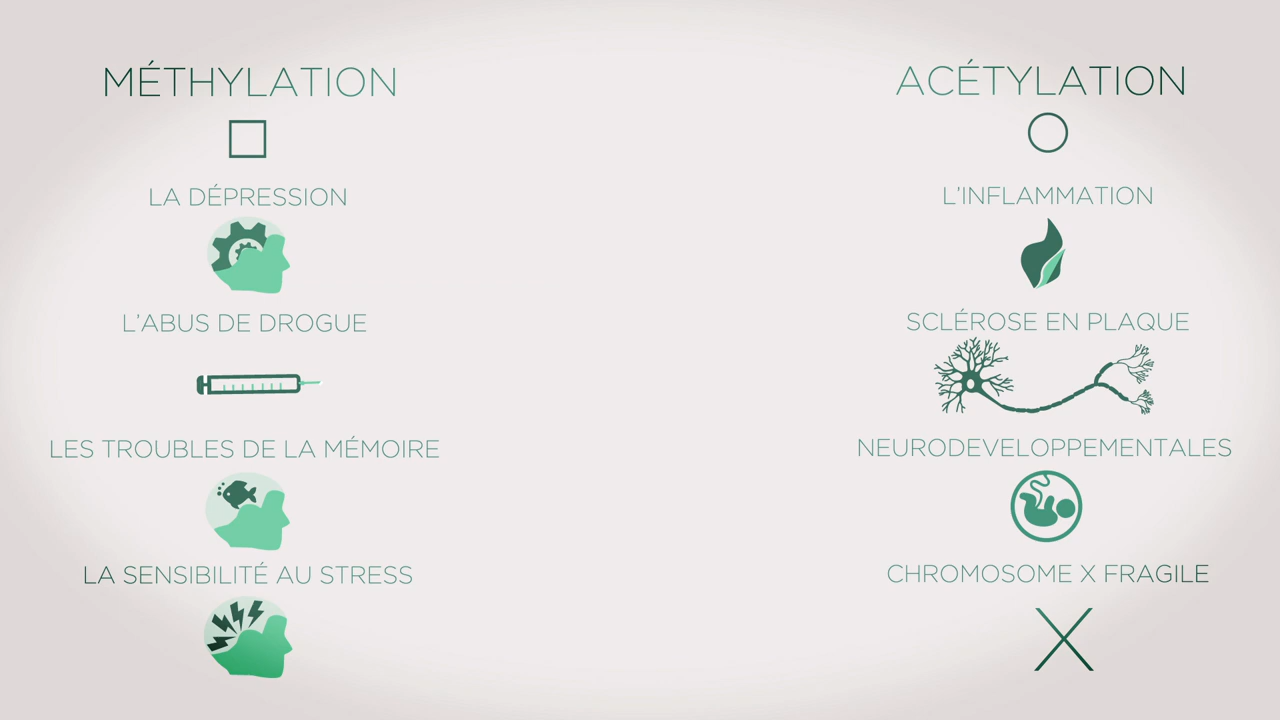 MÉTHYLATION
LA DÉPRESSION
L'ABUS DE DROGUE
LES TROUBLES DE LA MÉMOIRE
LA SENSIBILITÉ AU STRESS
ACÉTYLATION
L'INFLAMMATION
SCLÉROSE EN PLAQUE
NEURODEVELOPPEMENTALES
CHROMOSOME X FRAGILE